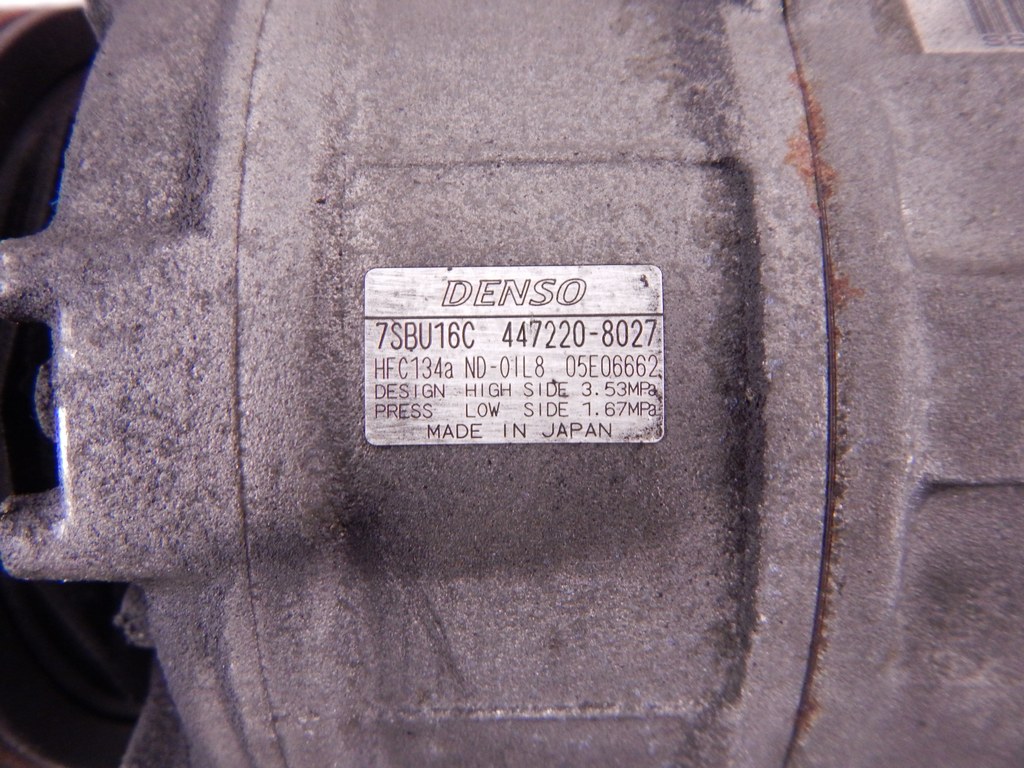 DENSO
7SBU16C 447220-8027
HFC134a ND-OIL8 05E06662
DESIGN HIGH SIDE 3.53MPa
PRESS LOW SIDE 1.67MPa
MADE IN JAPAN